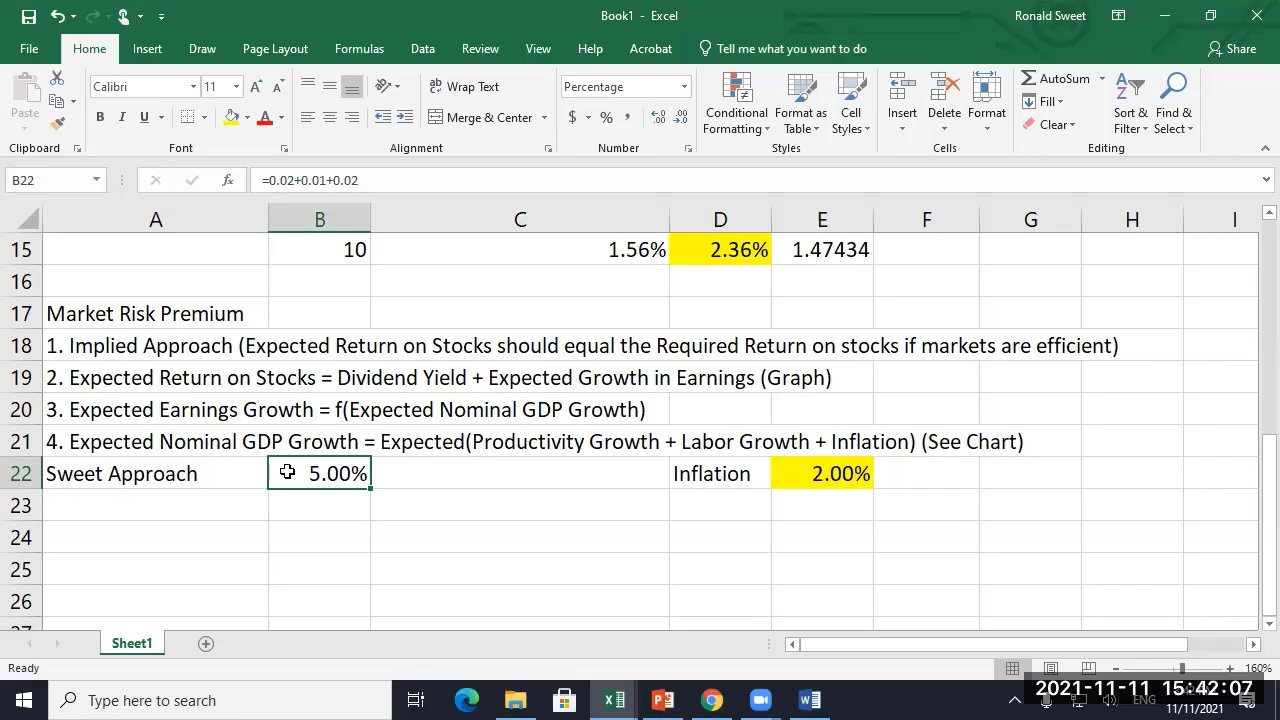 Book1 - Excel
Ronald Sweet
File Home Insert Draw Page Layout Formulas Data Review View Help Acrobat Tell me what you want to do Share
Paste
Calibri 11
Wrap Text
Merge & Center
Percentage
Conditional Formatting
Format as Table
Cell Styles
Insert
Delete
Format
AutoSum
Fill
Clear
Sort & Filter
Find & Select
Clipboard Font Alignment Number Styles Cells Editing
B22 fx =0.02+0.01+0.02
A B C D E F G H I
15 10 1.56% 2.36% 1.47434
16
17 Market Risk Premium
18 1. Implied Approach (Expected Return on Stocks should equal the Required Return on stocks if markets are efficient)
19 2. Expected Return on Stocks = Dividend Yield + Expected Growth in Earnings (Graph)
20 3. Expected Earnings Growth = f(Expected Nominal GDP Growth)
21 4. Expected Nominal GDP Growth = Expected(Productivity Growth + Labor Growth + Inflation) (See Chart)
22 Sweet Approach 5.00% Inflation 2.00%
23
24
25
26
Sheet1
Ready 160%
Type here to search
2021-11-11 15:42:07
ENG
11/11/2021